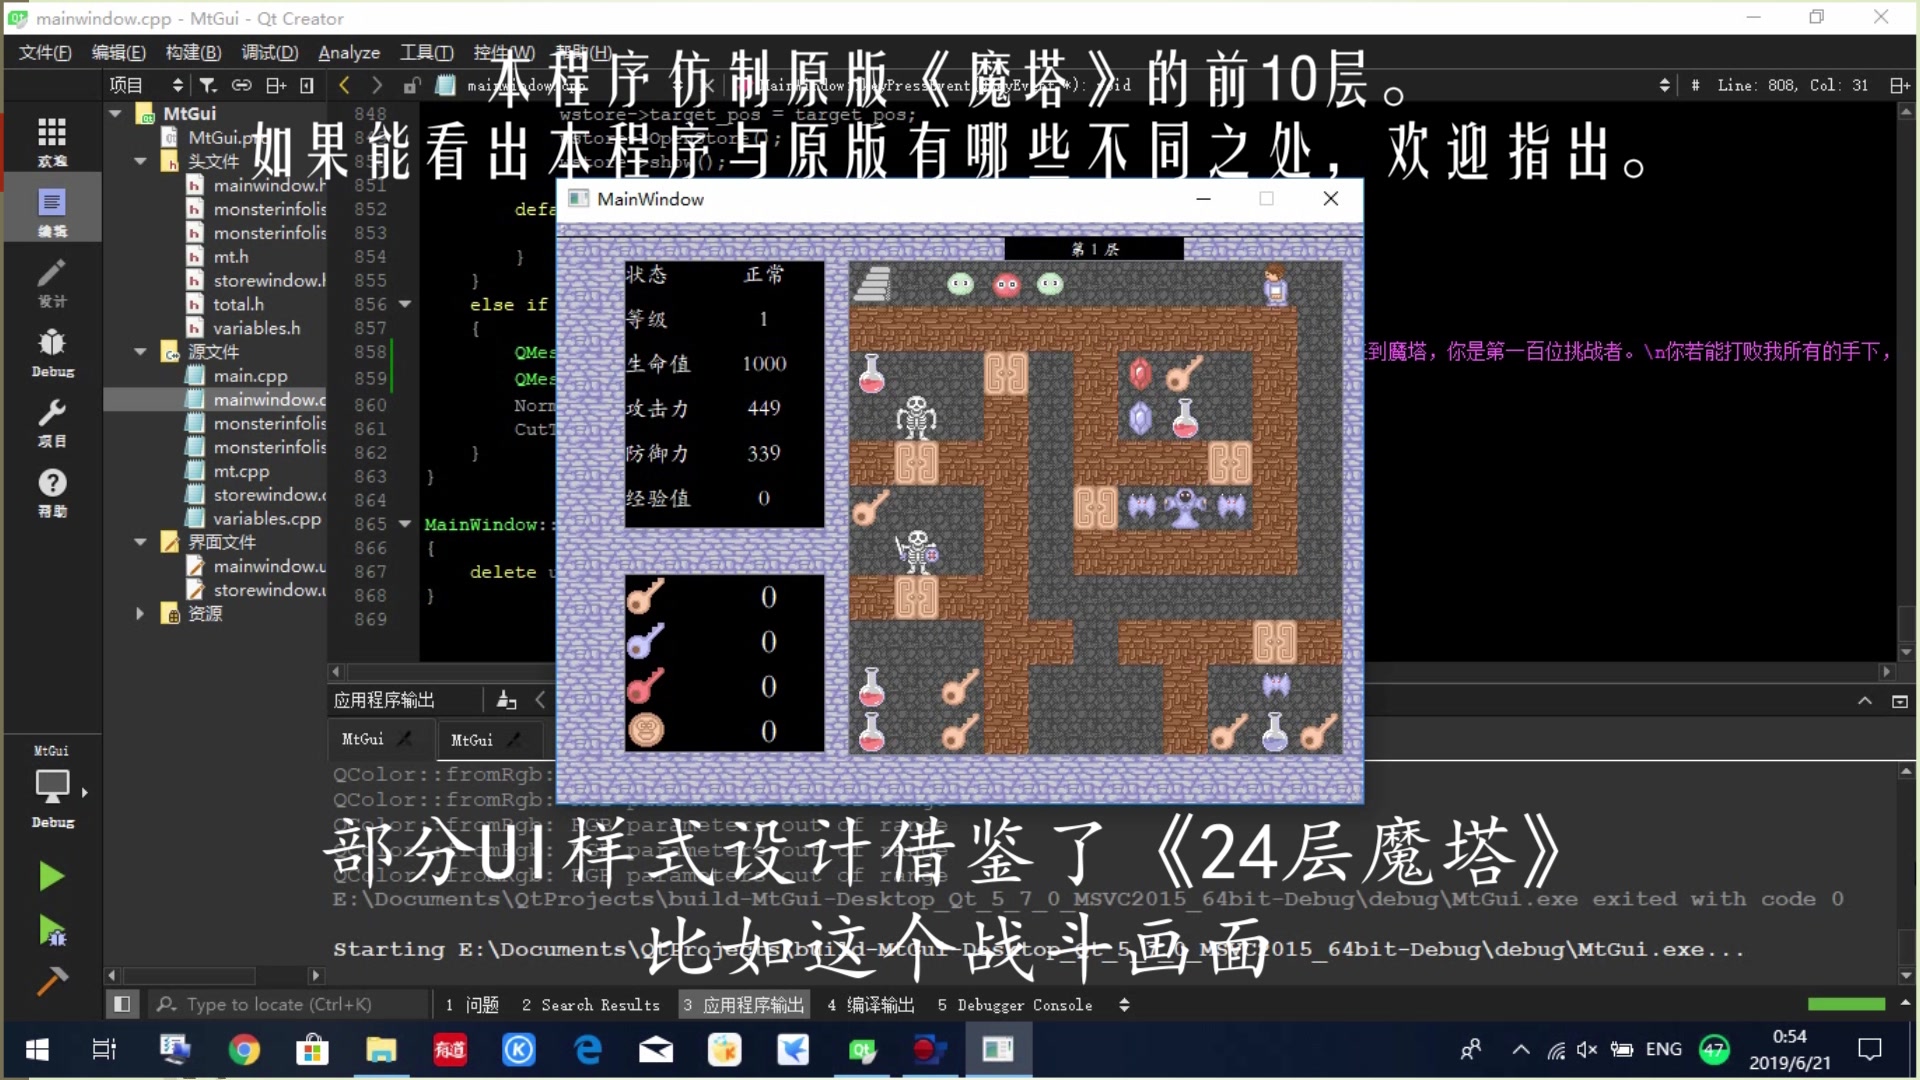 mainwindow.cpp - MtGui - Qt Creator
文件(F) 编辑(E) 构建(B) 调试(D) Analyze 工具(T) 控件(W) 帮助(H)
本程序仿制原版《魔塔》的前10层。
如果能看出本程序与原版有哪些不同之处，欢迎指出。
项目
Line: 808, Col: 31
欢迎
编辑
设计
Debug
项目
帮助
MtGui
Debug
MtGui
头文件
mainwindow.h
monsterinfolis
monsterinfolis
mt.h
storewindow.h
total.h
variables.h
源文件
main.cpp
mainwindow.c
monsterinfolis
monsterinfolis
mt.cpp
storewindow.c
variables.cpp
界面文件
mainwindow.u
storewindow.u
资源
848 wstore->target_pos = target_pos;
851
852 defa
853
854 }
855 }
856 else if
857 {
858 QMes
到魔塔，你是第一百位挑战者。\n你若能打败我所有的手下，
859 QMes
860 Norm
861 CutT
862 }
863 }
864
865 MainWindow::
866 {
867 delete u
868 }
869
MainWindow
第 1 层
状态 正常
等级 1
生命值 1000
攻击力 449
防御力 339
经验值 0
0
0
0
0
应用程序输出
MtGui MtGui
QColor::fromRgb:
QColor::fromRgb:
QColor::fromRgb: RGB parameters out of range
QColor::fromRgb: RGB parameters out of range
QColor::fromRgb: RGB parameters out of range
部分UI样式设计借鉴了《24层魔塔》
E:\Documents\QtProjects\build-MtGui-Desktop_Qt_5_7_0_MSVC2015_64bit-Debug\debug\MtGui.exe exited with code 0
Starting E:\Documents\QtProjects\build-MtGui-Desktop_Qt_5_7_0_MSVC2015_64bit-Debug\debug\MtGui.exe...
比如这个战斗画面
Type to locate (Ctrl+K) 1 问题 2 Search Results 3 应用程序输出 4 编译输出 5 Debugger Console
有道
ENG
47
0:54
2019/6/21